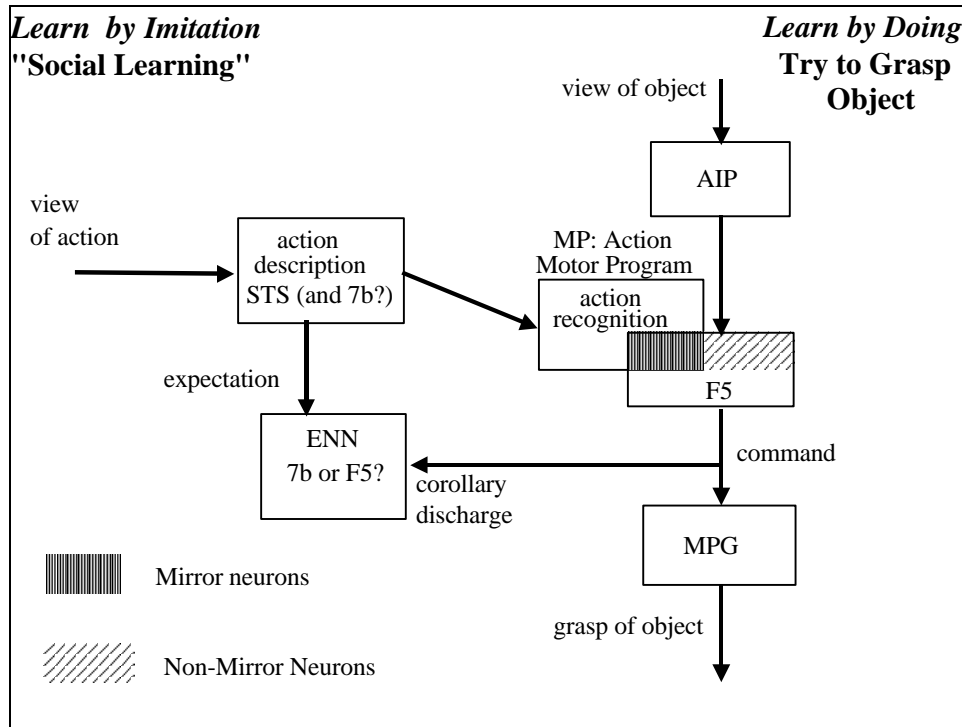 Learn by Imitation
"Social Learning"
Learn by Doing
Try to Grasp
Object
view of object
AIP
view
of action
action
description
STS (and 7b?)
MP: Action
Motor Program
action
recognition
F5
expectation
ENN
7b or F5?
corollary
discharge
command
MPG
grasp of object
Mirror neurons
Non-Mirror Neurons